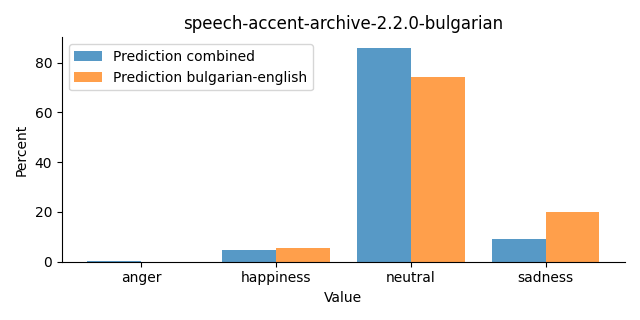 speech-accent-archive-2.2.0-bulgarian
Prediction combined
Prediction bulgarian-english
Percent
80
60
40
20
0
anger happiness neutral sadness
Value